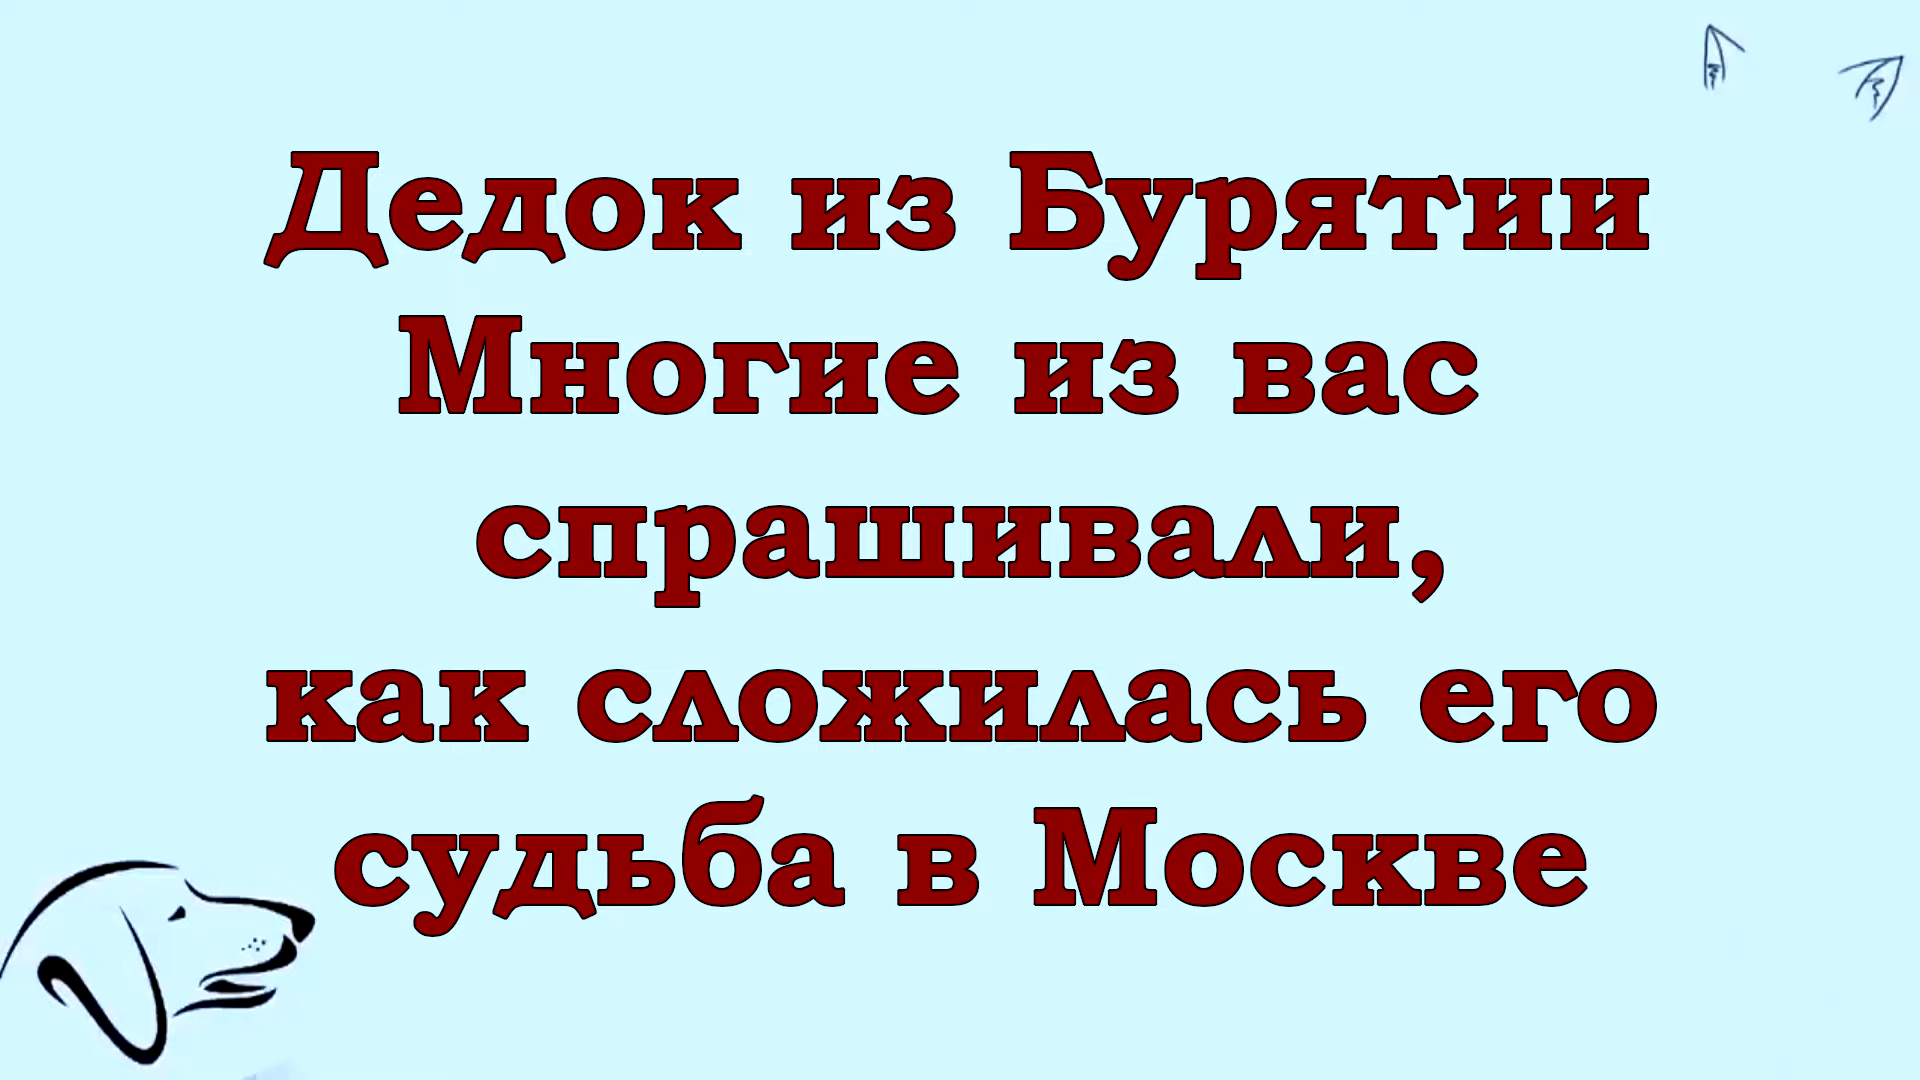 Дедок из Бурятии
Многие из вас
спрашивали,
как сложилась его
судьба в Москве